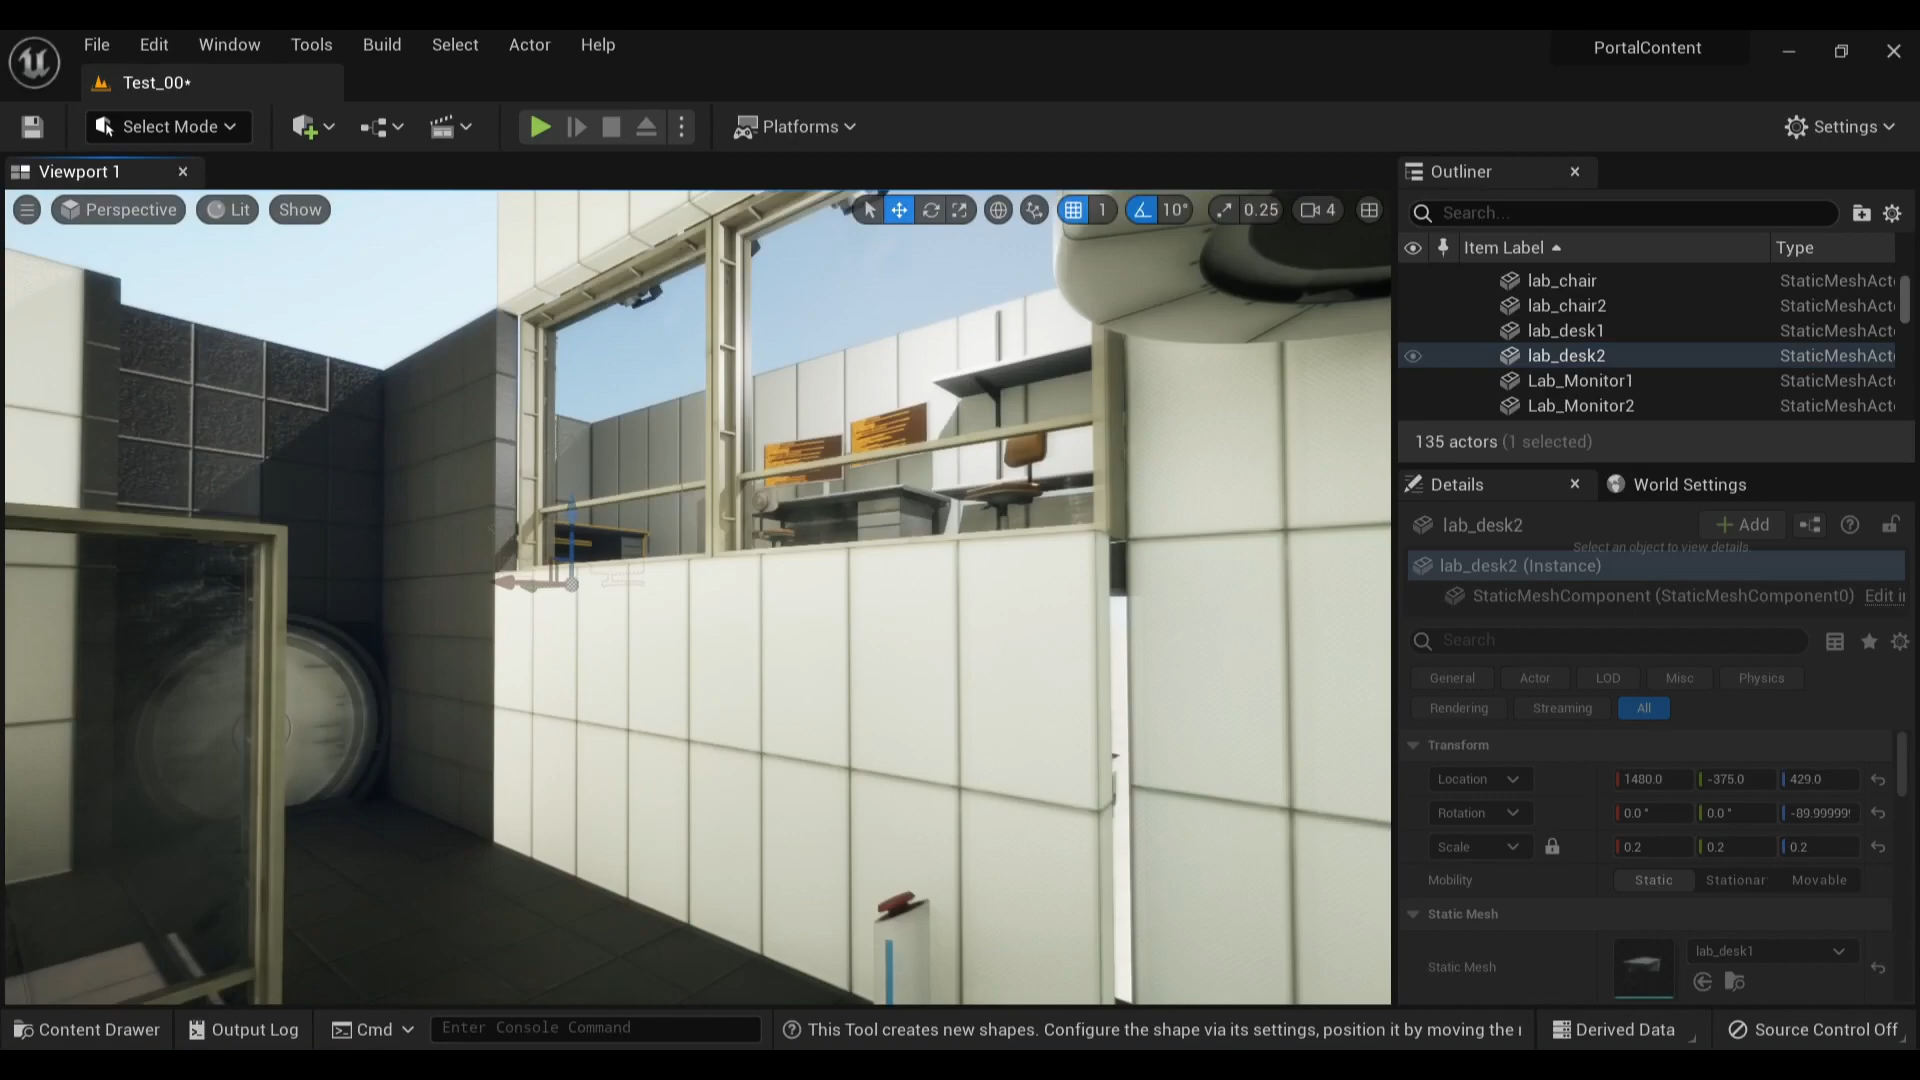 File Edit Window Tools Build Select Actor Help
PortalContent
Test_00*
Select Mode
Platforms
Settings
Viewport 1
Outliner
Perspective
Lit
Show
1
10°
0.25
4
Search...
Item Label
Type
lab_chair StaticMeshAct
lab_chair2 StaticMeshAct
lab_desk1 StaticMeshAct
lab_desk2 StaticMeshAct
Lab_Monitor1 StaticMeshAct
Lab_Monitor2 StaticMeshAct
135 actors (1 selected)
Details
World Settings
lab_desk2
+ Add
Select an object to view details.
lab_desk2 (Instance)
StaticMeshComponent (StaticMeshComponent0) Edit i
Search
General Actor LOD Misc Physics
Rendering Streaming All
Transform
Location 1480.0 -375.0 429.0
Rotation 0.0 ° 0.0 ° -89.99999
Scale 0.2 0.2 0.2
Mobility Static Stationar Movable
Static Mesh
lab_desk1
Static Mesh
Content Drawer
Output Log
Cmd
Enter Console Command
This Tool creates new shapes. Configure the shape via its settings, position it by moving the
Derived Data
Source Control Off